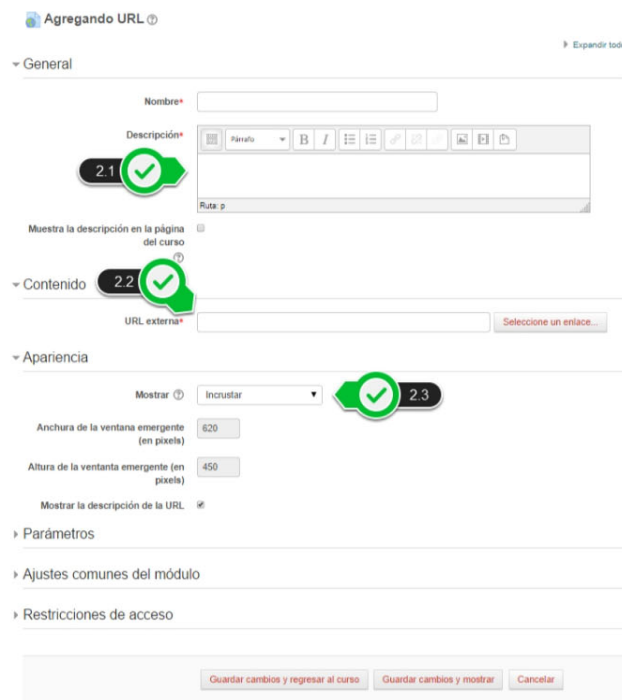 Agregando URL
Expandir tod
General
Nombre*
Descripción*
Párrafo
B I
2.1
Ruta: p
Muestra la descripción en la página
del curso
Contenido
2.2
URL externa*
Seleccione un enlace...
Apariencia
Mostrar
Incrustar
2.3
Anchura de la ventana emergente
(en pixels)
620
Altura de la ventanta emergente (en
pixels)
450
Mostrar la descripción de la URL
Parámetros
Ajustes comunes del módulo
Restricciones de acceso
Guardar cambios y regresar al curso Guardar cambios y mostrar Cancelar